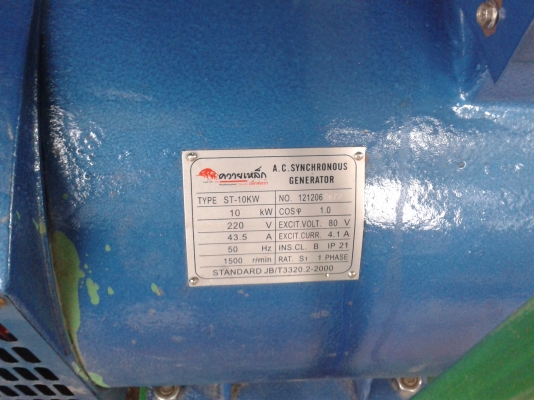 ควายเหล็ก
A.C.SYNCHRONOUS
GENERATOR
TYPE ST-10KW NO. 121206
10 kW COSφ 1.0
220 V EXCIT.VOLT 80 V
43.5 A EXCIT.CURR. 4.1 A
50 Hz INS.CL. B IP 21
1500 r/min RAT. S1 1 PHASE
STANDARD JB/T3320.2-2000